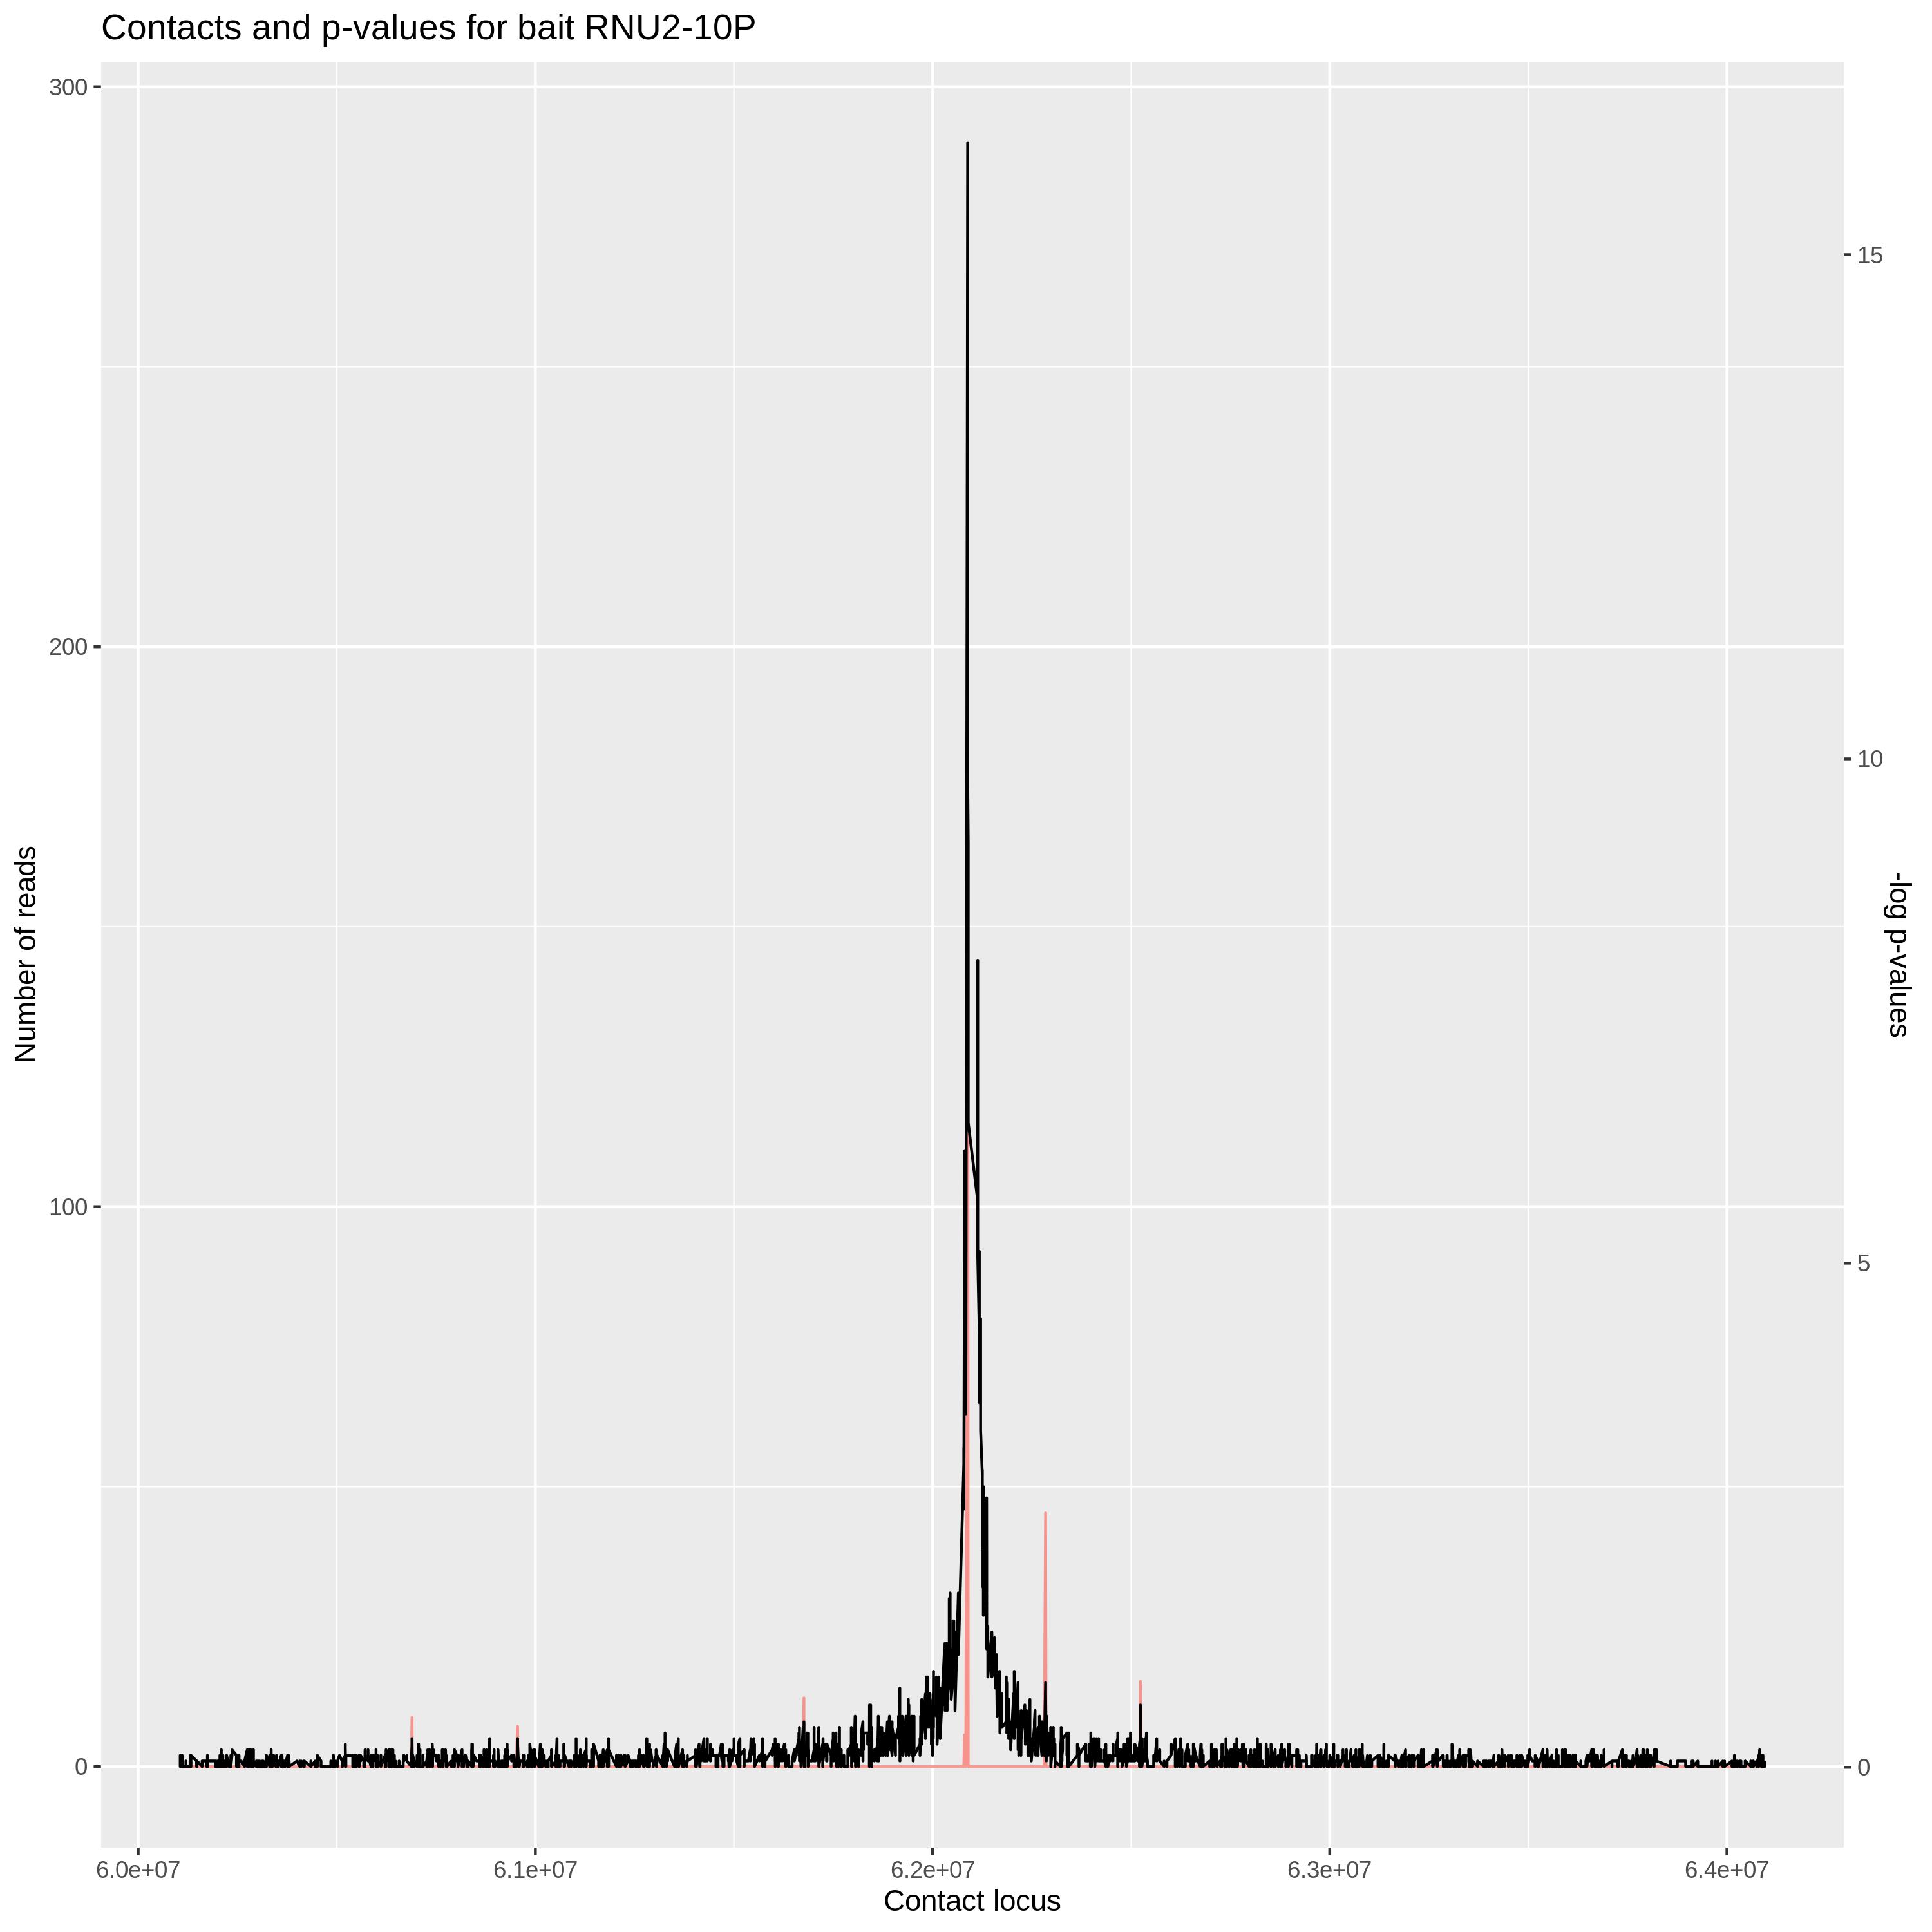 Contacts and p-values for bait RNU2-10P
300
200
100
0
Number of reads
15
10
5
0
-log p-values
6.0e+07
6.1e+07
6.2e+07
6.3e+07
6.4e+07
Contact locus